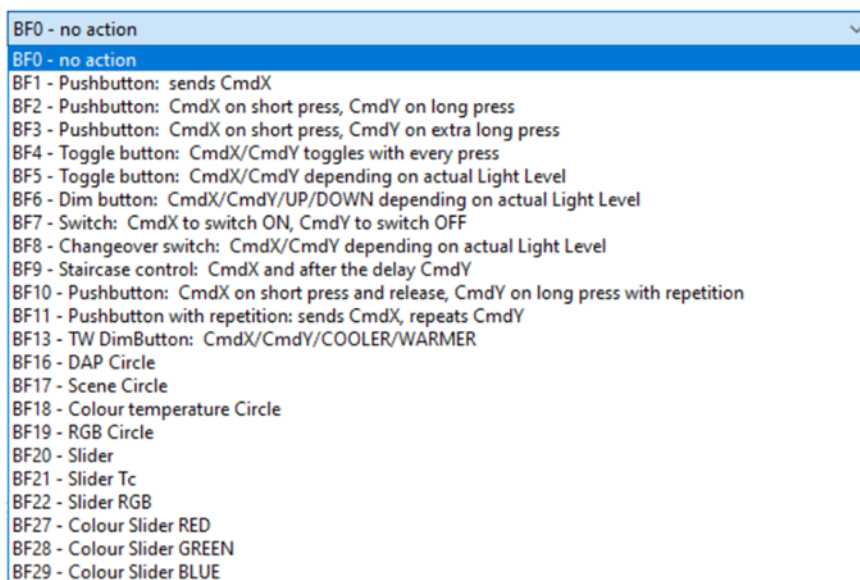 BF0 - no action
BF0 - no action
BF1 - Pushbutton:  sends CmdX
BF2 - Pushbutton:  CmdX on short press, CmdY on long press
BF3 - Pushbutton:  CmdX on short press, CmdY on extra long press
BF4 - Toggle button:  CmdX/CmdY toggles with every press
BF5 - Toggle button:  CmdX/CmdY depending on actual Light Level
BF6 - Dim button:  CmdX/CmdY/UP/DOWN depending on actual Light Level
BF7 - Switch:  CmdX to switch ON, CmdY to switch OFF
BF8 - Changeover switch:  CmdX/CmdY depending on actual Light Level
BF9 - Staircase control:  CmdX and after the delay CmdY
BF10 - Pushbutton:  CmdX on short press and release, CmdY on long press with repetition
BF11 - Pushbutton with repetition: sends CmdX, repeats CmdY
BF13 - TW DimButton:  CmdX/CmdY/COOLER/WARMER
BF16 - DAP Circle
BF17 - Scene Circle
BF18 - Colour temperature Circle
BF19 - RGB Circle
BF20 - Slider
BF21 - Slider Tc
BF22 - Slider RGB
BF27 - Colour Slider RED
BF28 - Colour Slider GREEN
BF29 - Colour Slider BLUE